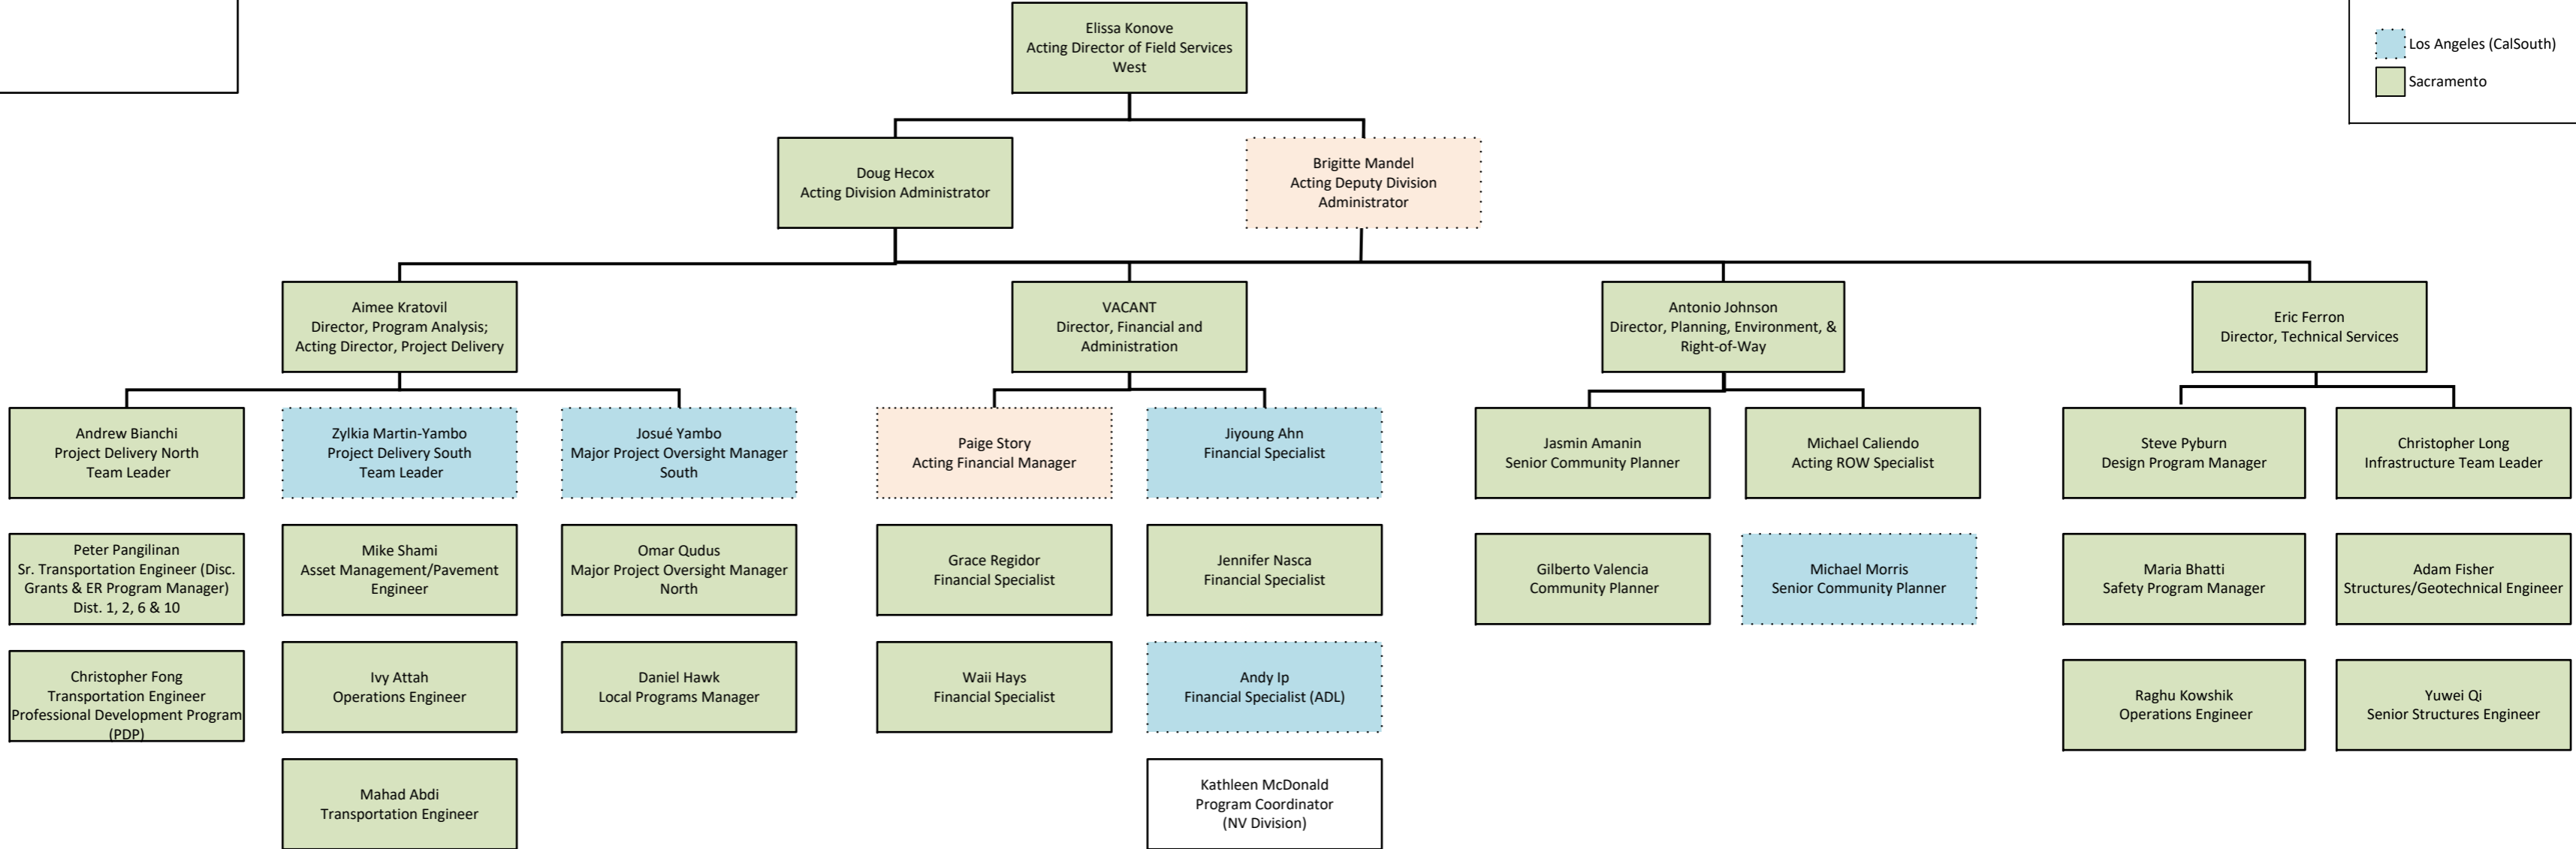 Elissa Konove
Acting Director of Field Services
West
Los Angeles (CalSouth)
Sacramento
Doug Hecox
Acting Division Administrator
Brigitte Mandel
Acting Deputy Division
Administrator
Aimee Kratovil
Director, Program Analysis;
Acting Director, Project Delivery
VACANT
Director, Financial and
Administration
Antonio Johnson
Director, Planning, Environment, &
Right-of-Way
Eric Ferron
Director, Technical Services
Andrew Bianchi
Project Delivery North
Team Leader
Zylkia Martin-Yambo
Project Delivery South
Team Leader
Josué Yambo
Major Project Oversight Manager
South
Paige Story
Acting Financial Manager
Jiyoung Ahn
Financial Specialist
Jasmin Amanin
Senior Community Planner
Michael Caliendo
Acting ROW Specialist
Steve Pyburn
Design Program Manager
Christopher Long
Infrastructure Team Leader
Peter Pangilinan
Sr. Transportation Engineer (Disc.
Grants & ER Program Manager)
Dist. 1, 2, 6 & 10
Mike Shami
Asset Management/Pavement
Engineer
Omar Qudus
Major Project Oversight Manager
North
Grace Regidor
Financial Specialist
Jennifer Nasca
Financial Specialist
Gilberto Valencia
Community Planner
Michael Morris
Senior Community Planner
Maria Bhatti
Safety Program Manager
Adam Fisher
Structures/Geotechnical Engineer
Christopher Fong
Transportation Engineer
Professional Development Program
(PDP)
Ivy Attah
Operations Engineer
Daniel Hawk
Local Programs Manager
Waii Hays
Financial Specialist
Andy Ip
Financial Specialist (ADL)
Raghu Kowshik
Operations Engineer
Yuwei Qi
Senior Structures Engineer
Mahad Abdi
Transportation Engineer
Kathleen McDonald
Program Coordinator
(NV Division)